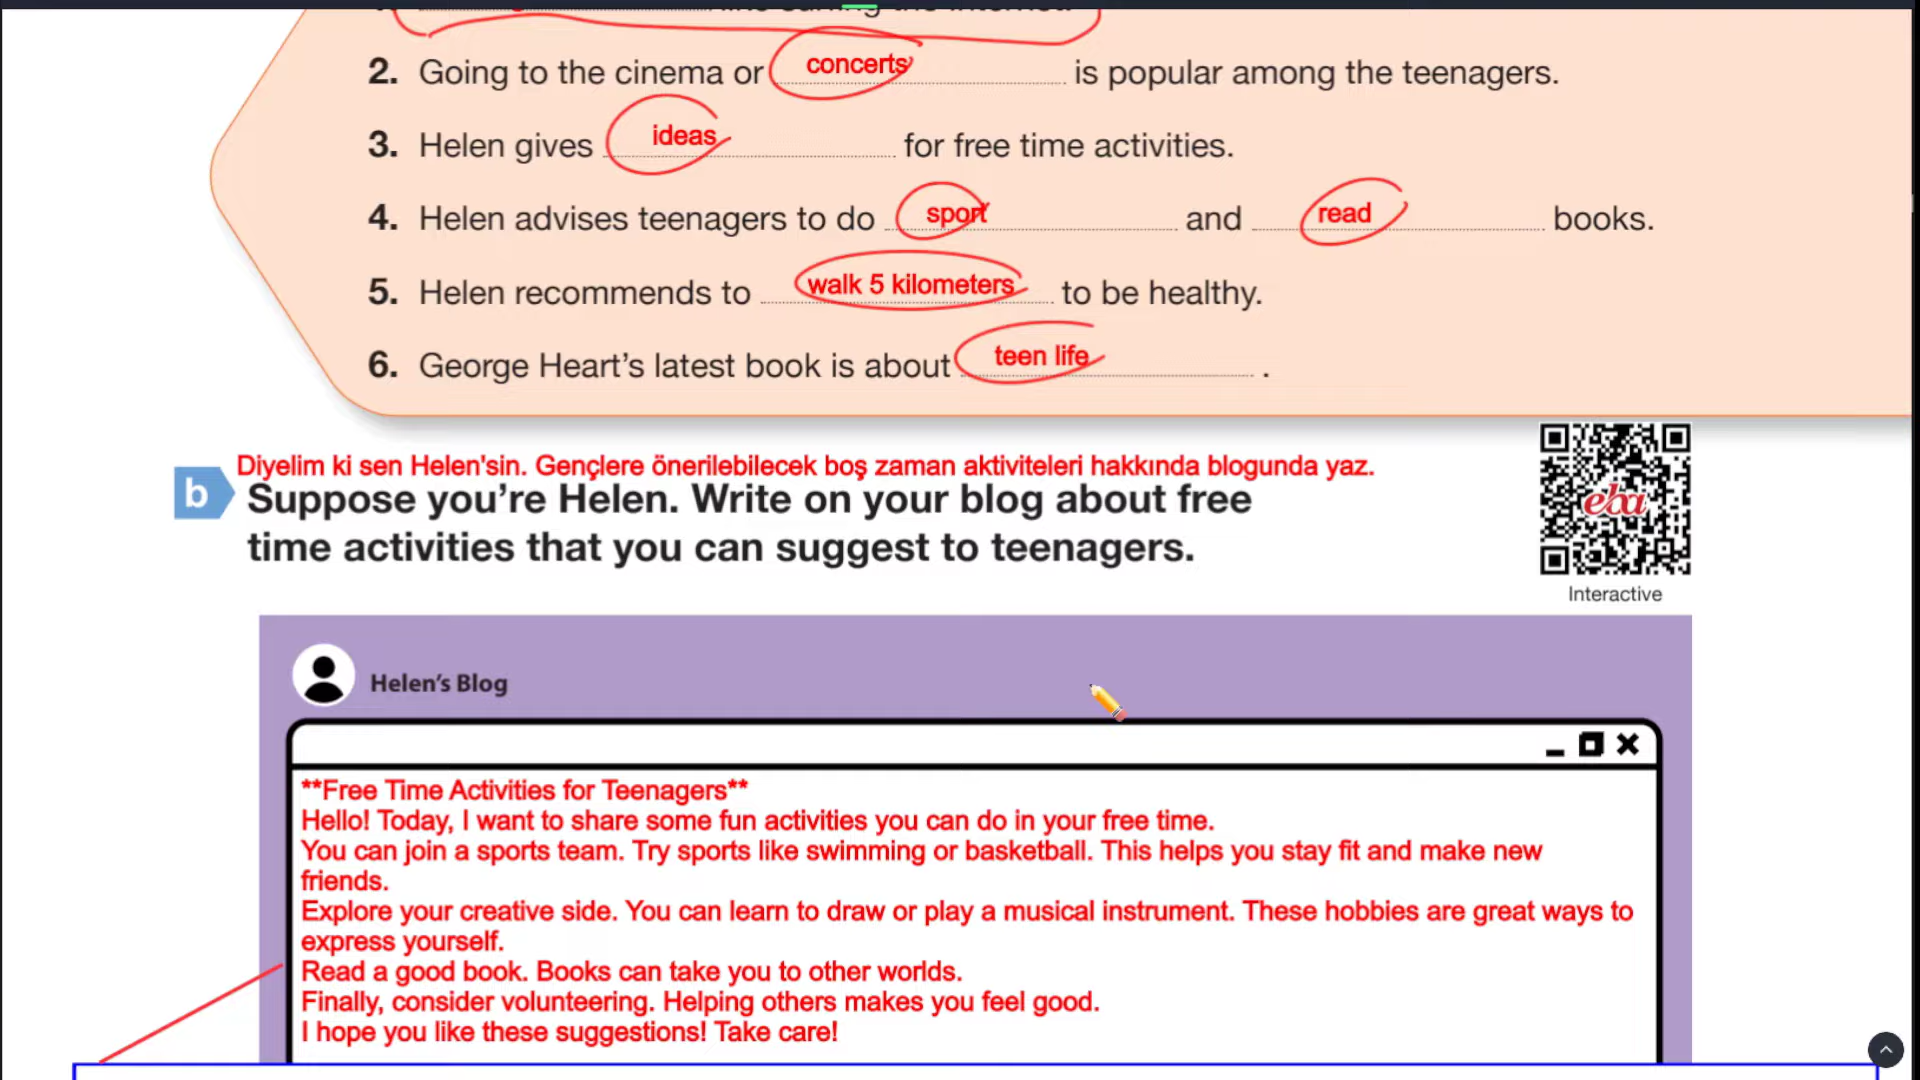 like surfing the internet.
2. Going to the cinema or concerts is popular among the teenagers.
3. Helen gives ideas for free time activities.
4. Helen advises teenagers to do sport and read books.
5. Helen recommends to walk 5 kilometers to be healthy.
6. George Heart's latest book is about teen life .
Diyelim ki sen Helen'sin. Gençlere önerilebilecek boş zaman aktiviteleri hakkında blogunda yaz.
b Suppose you're Helen. Write on your blog about free
time activities that you can suggest to teenagers.
eba
Interactive
Helen's Blog
**Free Time Activities for Teenagers**
Hello! Today, I want to share some fun activities you can do in your free time.
You can join a sports team. Try sports like swimming or basketball. This helps you stay fit and make new
friends.
Explore your creative side. You can learn to draw or play a musical instrument. These hobbies are great ways to
express yourself.
Read a good book. Books can take you to other worlds.
Finally, consider volunteering. Helping others makes you feel good.
I hope you like these suggestions! Take care!